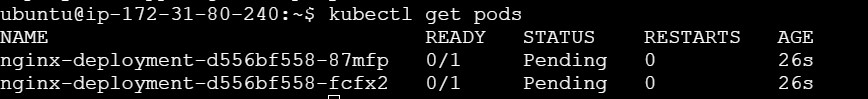 ubuntu@ip-172-31-80-240:~$ kubectl get pods
NAME READY STATUS RESTARTS AGE
nginx-deployment-d556bf558-87mfp 0/1 Pending 0 26s
nginx-deployment-d556bf558-fcfx2 0/1 Pending 0 26s